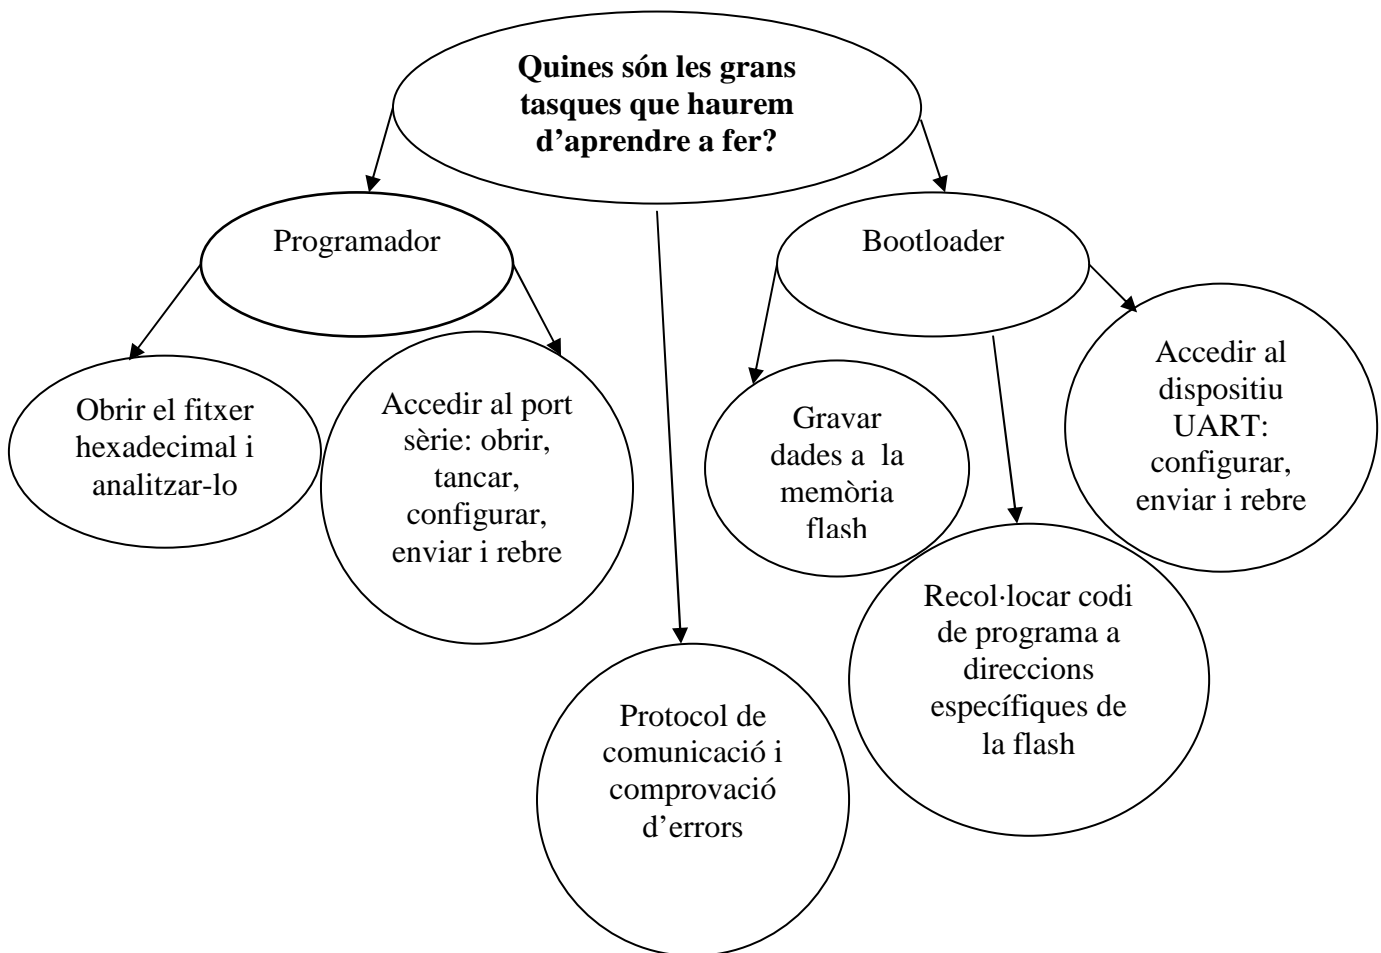 Quines són les grans
tasques que haurem
d’aprendre a fer?
Programador
Bootloader
Obrir el fitxer
hexadecimal i
analitzar-lo
Accedir al port
sèrie: obrir,
tancar,
configurar,
enviar i rebre
Gravar
dades a  la
memòria
flash
Accedir al
dispositiu
UART:
configurar,
enviar i rebre
Recol·locar codi
de programa a
direccions
específiques de
la flash
Protocol de
comunicació i
comprovació
d’errors